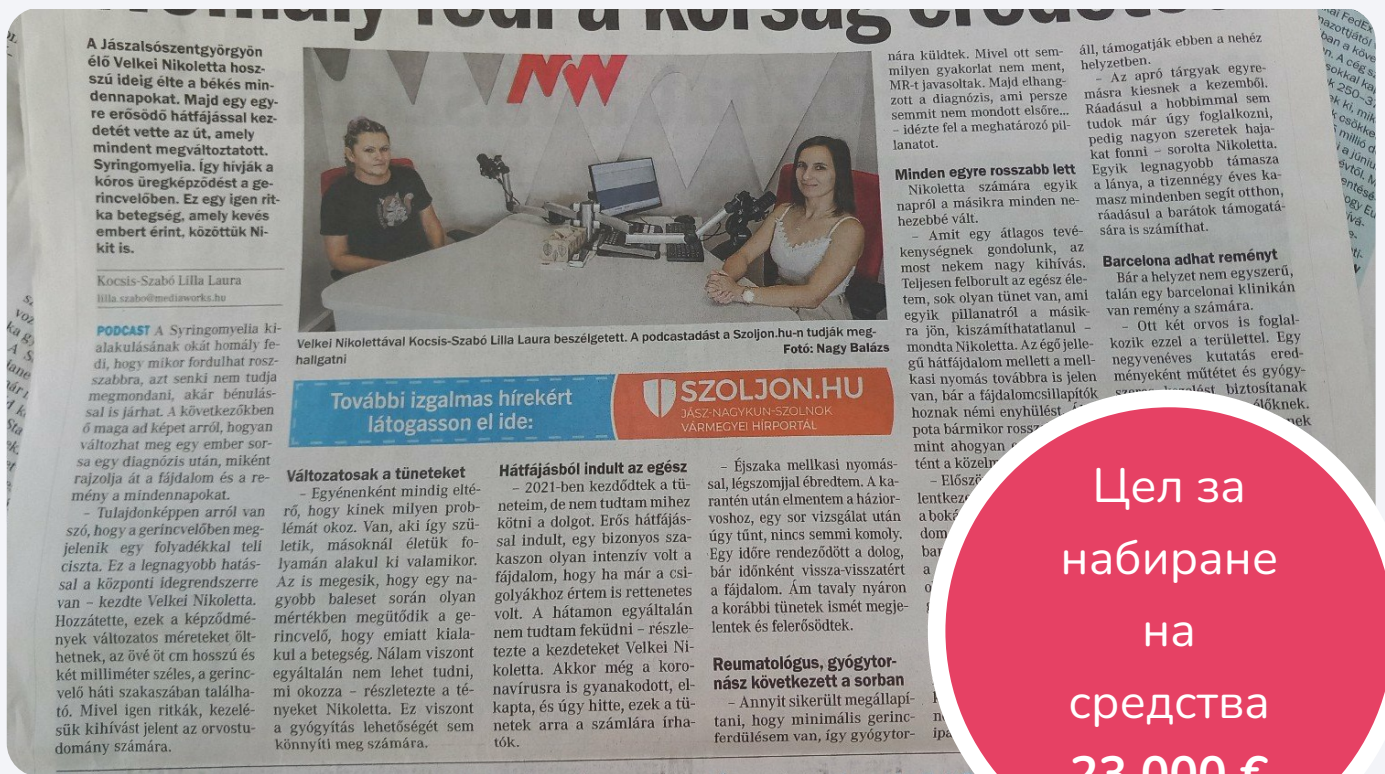 a kórság
A Jászalsószentgyörgyön
élő Velkei Nikoletta hosz-
szú ideig élte a békés min-
dennapokat. Majd egy egy-
re erősödő hátfájással kez-
detét vette az út, amely
mindent megváltoztatott.
Syringomyelia. Így hívják a
kóros üregképződést a ge-
rincvelőben. Ez egy igen rit-
ka betegség, amely kevés
embert érint, közöttük Ni-
kit is.
Kocsis-Szabó Lilla Laura
lilla.szabo@mediaworks.hu
PODCAST A Syringomyelia ki-
alakulásának okát homály fe-
di, hogy mikor fordulhat rosz-
szabbra, azt senki nem tudja
megmondani, akár bénulás-
sal is járhat. A következőkben
ő maga ad képet arról, hogyan
változhat meg egy ember sor-
sa egy diagnózis után, miként
rajzolja át a fájdalom és a re-
mény a mindennapokat.
– Tulajdonképpen arról van
szó, hogy a gerincvelőben meg-
jelenik egy folyadékkal teli
ciszta. Ez a legnagyobb hatás-
sal a központi idegrendszerre
van – kezdte Velkei Nikoletta.
Hozzátette, ezek a képződmé-
nyek változatos méreteket ölt-
hetnek, az övé öt cm hosszú és
két milliméter széles, a gerinc-
velő háti szakaszában találha-
tó. Mivel igen ritkák, kezelé-
sük kihívást jelent az orvostu-
domány számára.
Velkei Nikolettával Kocsis-Szabó Lilla Laura beszélgetett. A podcastadást a Szoljon.hu-n tudják meg-
hallgatni
Fotó: Nagy Balázs
További izgalmas hírekért
látogasson el ide:
SZOLJON.HU
JÁSZ-NAGYKUN-SZOLNOK
VÁRMEGYEI HÍRPORTÁL
Változatosak a tüneteket
– Egyénenként mindig elté-
rő, hogy kinek milyen prob-
lémát okoz. Van, aki így szü-
letik, másoknál életük fo-
lyamán alakul ki valamikor.
Az is megesik, hogy egy na-
gyobb baleset során olyan
mértékben megütődik a ge-
rincvelő, hogy emiatt kiala-
kul a betegség. Nálam viszont
egyáltalán nem lehet tudni,
mi okozza – részletezte a té-
nyeket Nikoletta. Ez viszont
a gyógyítás lehetőségét sem
könnyíti meg számára.
Hátfájásból indult az egész
– 2021-ben kezdődtek a tü-
neteim, de nem tudtam mihez
kötni a dolgot. Erős hátfájás-
sal indult, egy bizonyos sza-
kaszon olyan intenzív volt a
fájdalom, hogy ha már a csi-
golyákhoz értem is rettenetes
volt. A hátamon egyáltalán
nem tudtam feküdni – részle-
tezte a kezdeteket Velkei Ni-
koletta. Akkor még a koro-
navírusra is gyanakodott, el-
kapta, és úgy hitte, ezek a tü-
netek arra a számlára írha-
tók.
– Éjszaka mellkasi nyomás-
sal, légszomjjal ébredtem. A ka-
rantén után elmentem a házior-
voshoz, egy sor vizsgálat után
úgy tűnt, nincs semmi komoly.
Egy időre rendeződött a dolog,
bár időnként vissza-visszatért
a fájdalom. Ám tavaly nyáron
a korábbi tünetek ismét megje-
lentek és felerősödtek.
Reumatológus, gyógytor-
nász következett a sorban
– Annyit sikerült megállapí-
tani, hogy minimális gerinc-
ferdülésem van, így gyógytor-
nára küldtek. Mivel ott sem-
milyen gyakorlat nem ment,
MR-t javasoltak. Majd elhang-
zott a diagnózis, ami persze
semmit nem mondott elsőre...
– idézte fel a meghatározó pil-
lanatot.
Minden egyre rosszabb lett
Nikoletta számára egyik
napról a másikra minden ne-
hezebbé vált.
– Amit egy átlagos tevé-
kenységnek gondolunk, az
most nekem nagy kihívás.
Teljesen felborult az egész éle-
tem, sok olyan tünet van, ami
egyik pillanatról a másik-
ra jön, kiszámíthatatlanul –
mondta Nikoletta. Az égő jelle-
gű hátfájdalom mellett a mell-
kasi nyomás továbbra is jelen
van, bár a fájdalomcsillapítók
hoznak némi enyhülést
pota bármikor
mint ahogyan
tént a
áll, támogatják ebben a nehéz
helyzetben.
– Az apró tárgyak egyre-
másra kiesnek a kezemből.
Ráadásul a hobbimmal sem
tudok már úgy foglalkozni,
pedig nagyon szeretek haja-
kat fonni – sorolta Nikoletta.
Egyik legnagyobb támasza
a lánya, a tizennégy éves ka-
masz mindenben segít otthon,
ráadásul a barátok támogatá-
sára is számíthat.
Barcelona adhat reményt
Bár a helyzet nem egyszerű,
talán egy barcelonai klinikán
van remény a számára.
– Ott két orvos is foglal-
kozik ezzel a területtel. Egy
negyvenéves kutatás ered-
ményeként műtétet és gyógy-
biztosítanak
Цел за
набиране
на
средства
23 000 €